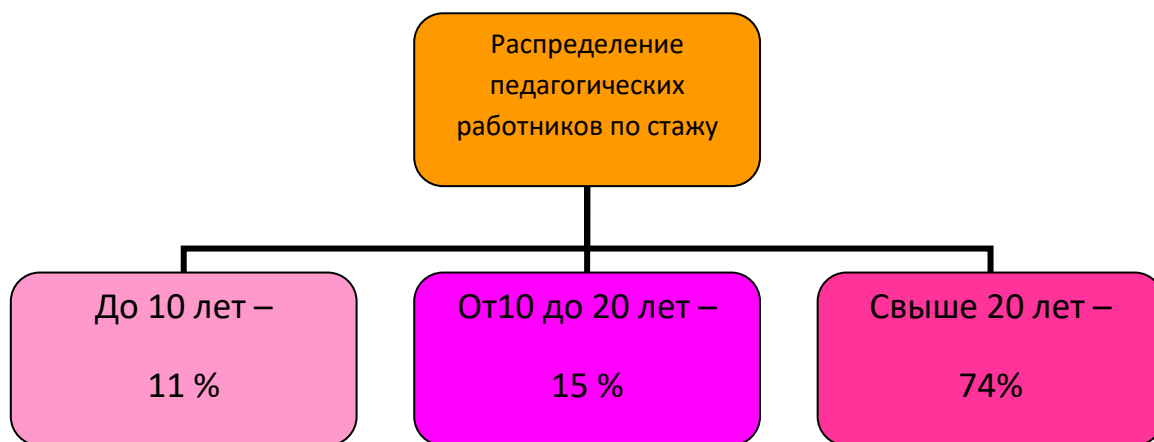 Распределение
педагогических
работников по стажу
До 10 лет –
11 %
От10 до 20 лет –
15 %
Свыше 20 лет –
74%